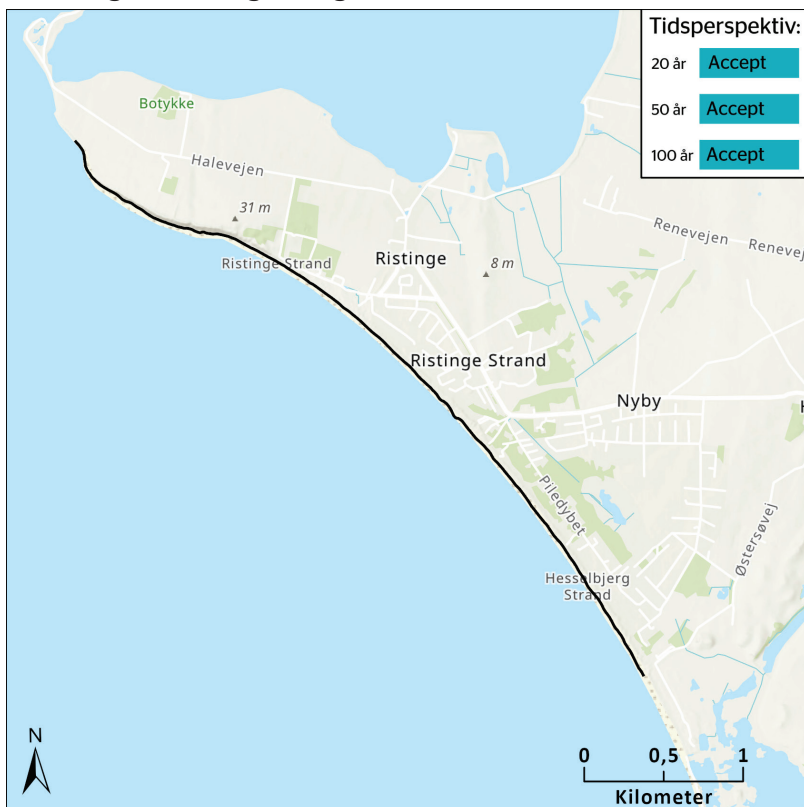 Tidsperspektiv:
20 år Accept
50 år Accept
100 år Accept
Botykke
Halevejen
31 m
Ristinge Strand
Ristinge
8 m
Renevejen
Ristinge Strand
Nyby
Piledybet
Østersøvej
Hesselbjerg
Strand
N
0 0,5 1
Kilometer